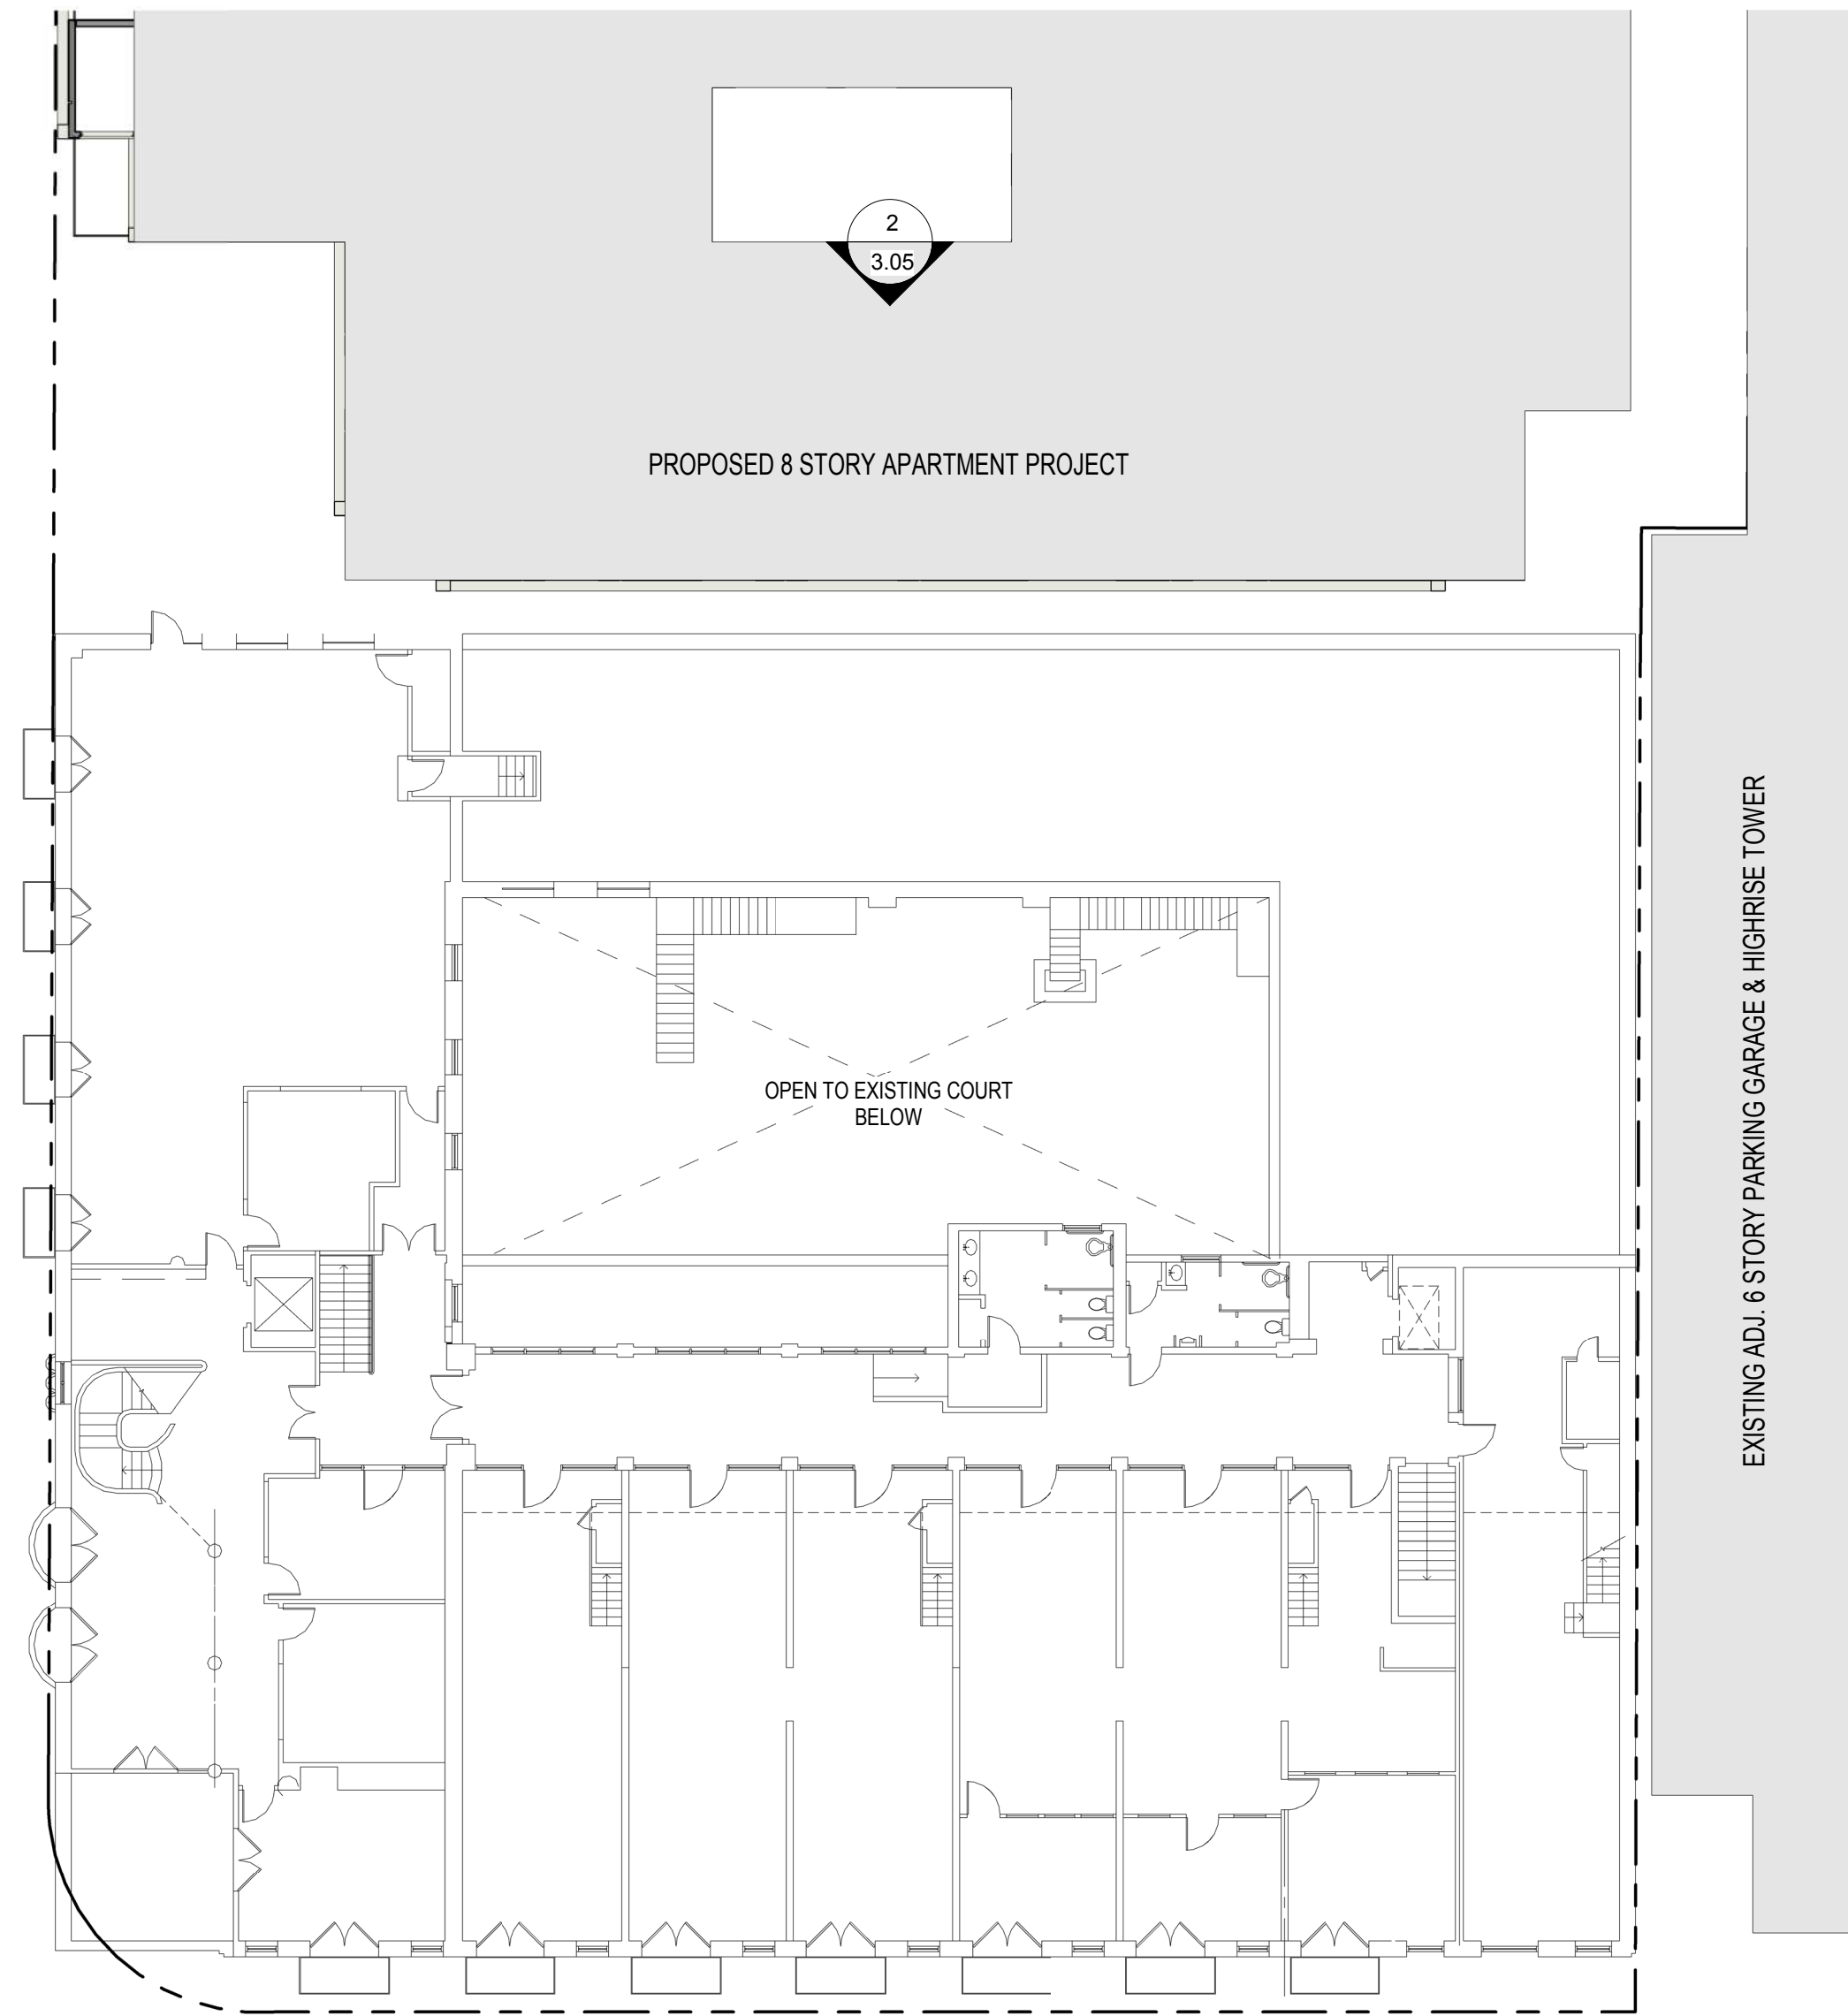 2
3.05
PROPOSED 8 STORY APARTMENT PROJECT
EXISTING ADJ. 6 STORY PARKING GARAGE & HIGHRISE TOWER
OPEN TO EXISTING COURT
BELOW